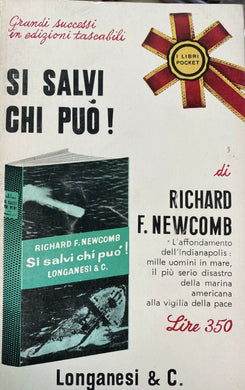 Grandi successi
in edizioni tascabili
I LIBRI
POCKET
SI SALVI
CHI PUÒ!
di
RICHARD
F. NEWCOMB
"L'affondamento
dell'Indianapolis:
mille uomini in mare,
il più serio disastro
della marina
americana
alla vigilia della pace
Lire 350
RICHARD F. NEWCOMB
Si salvi chi può!
LONGANESI & C.
Longanesi & C.